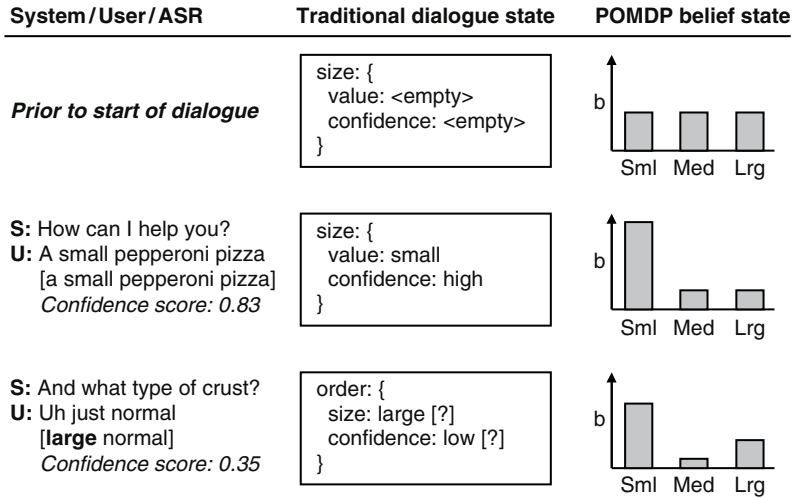 System/User/ASR Traditional dialogue state POMDP belief state
Prior to start of dialogue
size: {
value: <empty>
confidence: <empty>
}
b
Sml Med Lrg
S: How can I help you?
U: A small pepperoni pizza
[a small pepperoni pizza]
Confidence score: 0.83
size: {
value: small
confidence: high
}
b
Sml Med Lrg
S: And what type of crust?
U: Uh just normal
[large normal]
Confidence score: 0.35
order: {
size: large [?]
confidence: low [?]
}
b
Sml Med Lrg